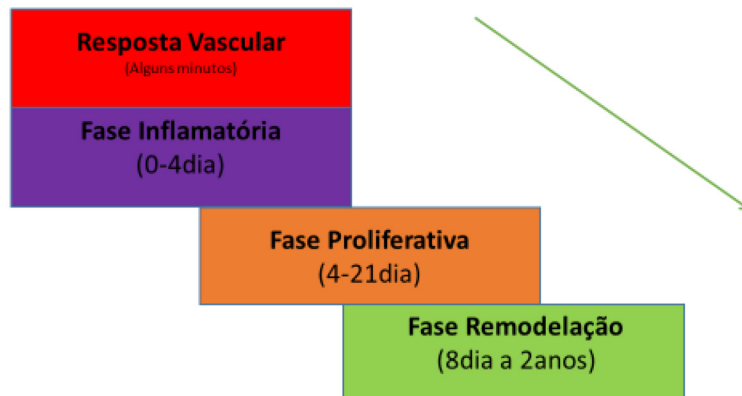 Resposta Vascular
(Alguns minutos)
Fase Inflamatória
(0-4dia)
Fase Proliferativa
(4-21dia)
Fase Remodelação
(8dia a 2anos)